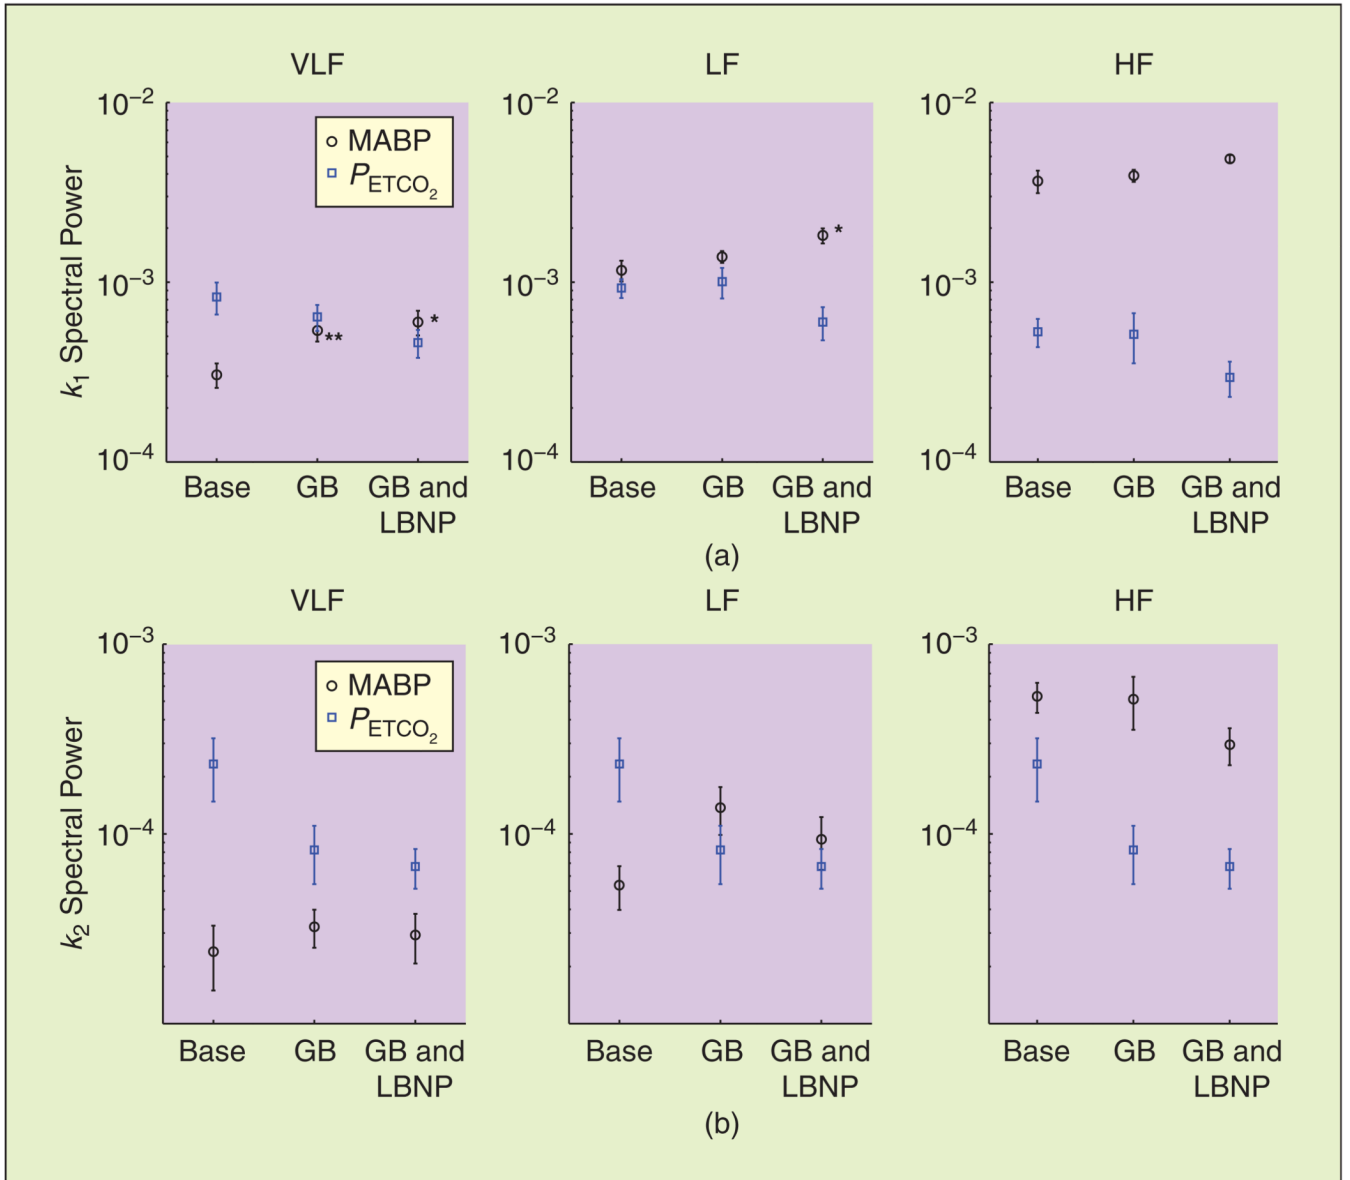 VLF LF HF
10⁻² 10⁻² 10⁻²
MABP
P_ETCO₂
k₁ Spectral Power
10⁻³ 10⁻³ 10⁻³
*
** *
10⁻⁴ 10⁻⁴ 10⁻⁴
Base GB GB and Base GB GB and Base GB GB and
LBNP LBNP LBNP
(a)
VLF LF HF
10⁻³ 10⁻³ 10⁻³
MABP
P_ETCO₂
k₂ Spectral Power
10⁻⁴ 10⁻⁴ 10⁻⁴
Base GB GB and Base GB GB and Base GB GB and
LBNP LBNP LBNP
(b)